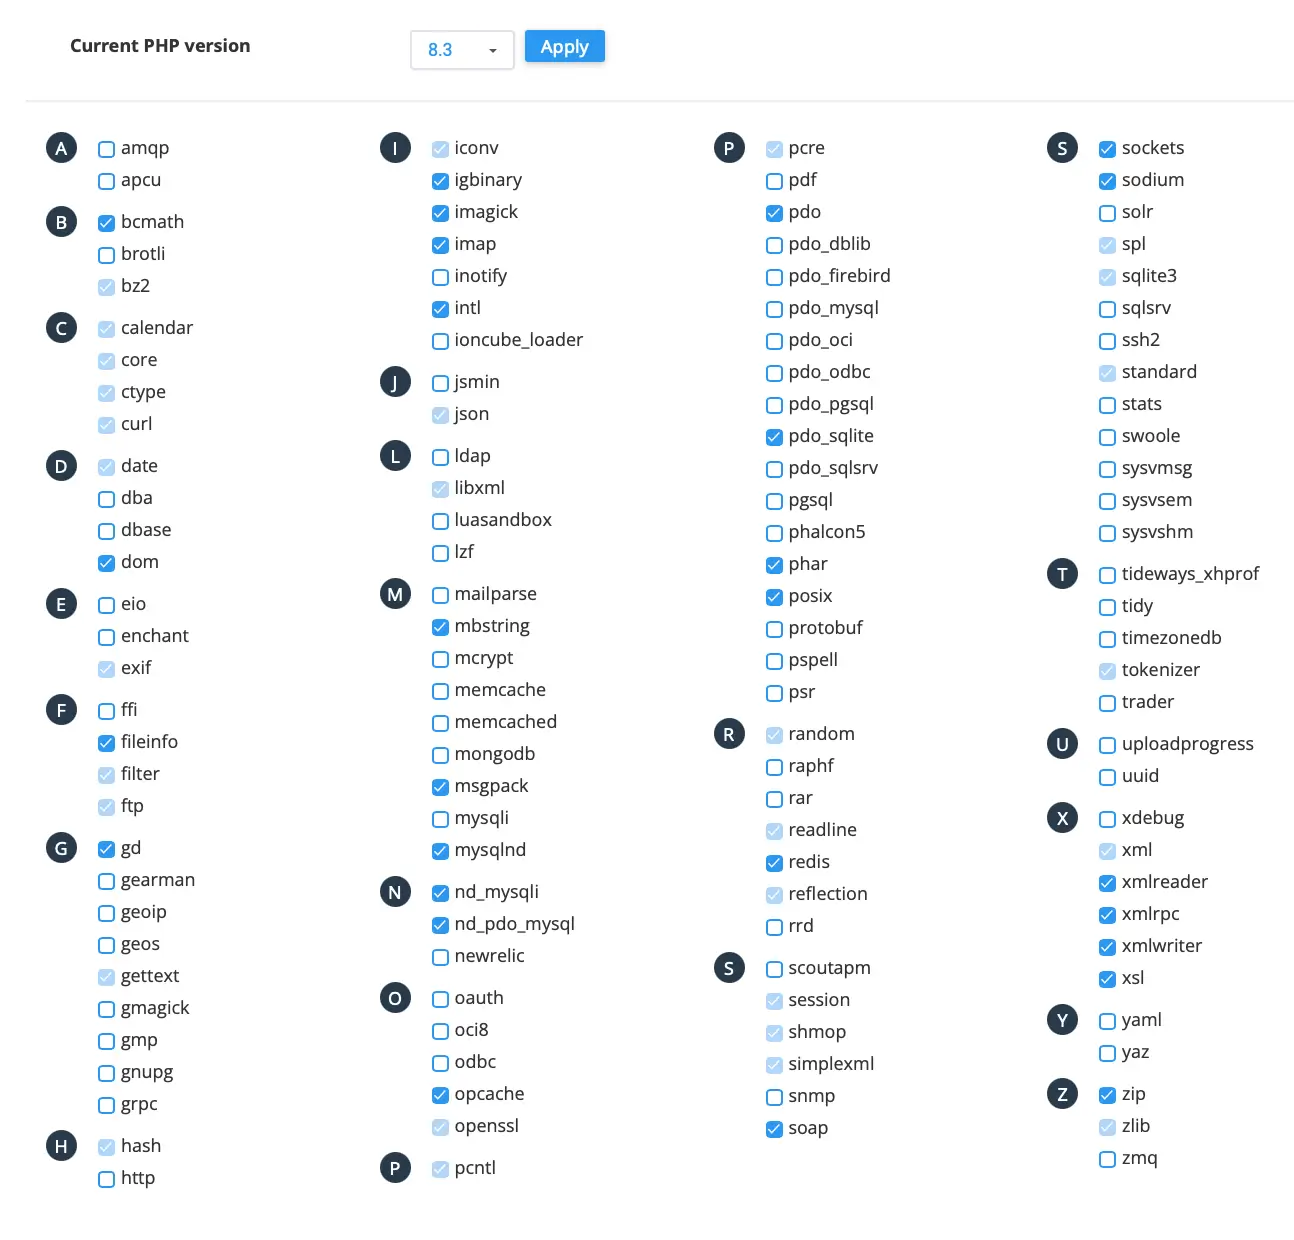 Current PHP version
8.3
Apply
A
amqp
apcu
B
bcmath
brotli
bz2
C
calendar
core
ctype
curl
D
date
dba
dbase
dom
E
eio
enchant
exif
F
ffi
fileinfo
filter
ftp
G
gd
gearman
geoip
geos
gettext
gmagick
gmp
gnupg
grpc
H
hash
http
I
iconv
igbinary
imagick
imap
inotify
intl
ioncube_loader
J
jsmin
json
L
ldap
libxml
luasandbox
lzf
M
mailparse
mbstring
mcrypt
memcache
memcached
mongodb
msgpack
mysqli
mysqlnd
N
nd_mysqli
nd_pdo_mysql
newrelic
O
oauth
oci8
odbc
opcache
openssl
P
pcntl
P
pcre
pdf
pdo
pdo_dblib
pdo_firebird
pdo_mysql
pdo_oci
pdo_odbc
pdo_pgsql
pdo_sqlite
pdo_sqlsrv
pgsql
phalcon5
phar
posix
protobuf
pspell
psr
R
random
raphf
rar
readline
redis
reflection
rrd
S
scoutapm
session
shmop
simplexml
snmp
soap
S
sockets
sodium
solr
spl
sqlite3
sqlsrv
ssh2
standard
stats
swoole
sysvmsg
sysvsem
sysvshm
T
tideways_xhprof
tidy
timezonedb
tokenizer
trader
U
uploadprogress
uuid
X
xdebug
xml
xmlreader
xmlrpc
xmlwriter
xsl
Y
yaml
yaz
Z
zip
zlib
zmq